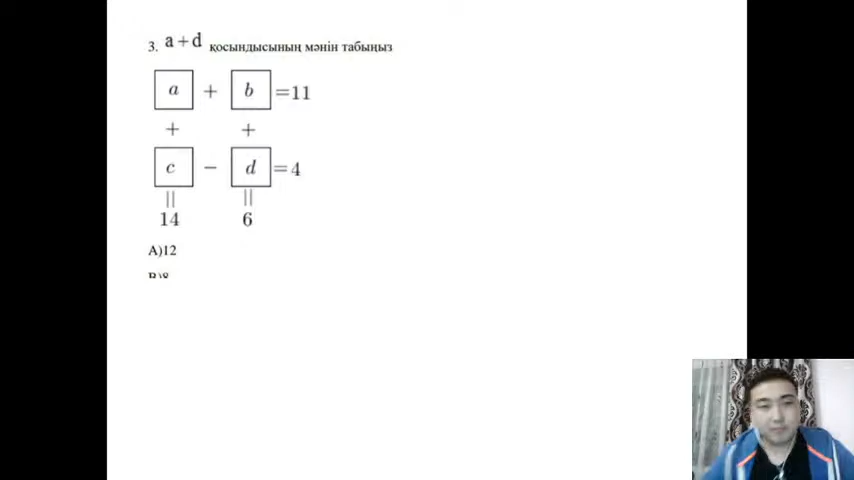 3. a+d қосындысының мәнін табыңыз
a + b =11
+ +
c − d =4
|| ||
14 6
A)12